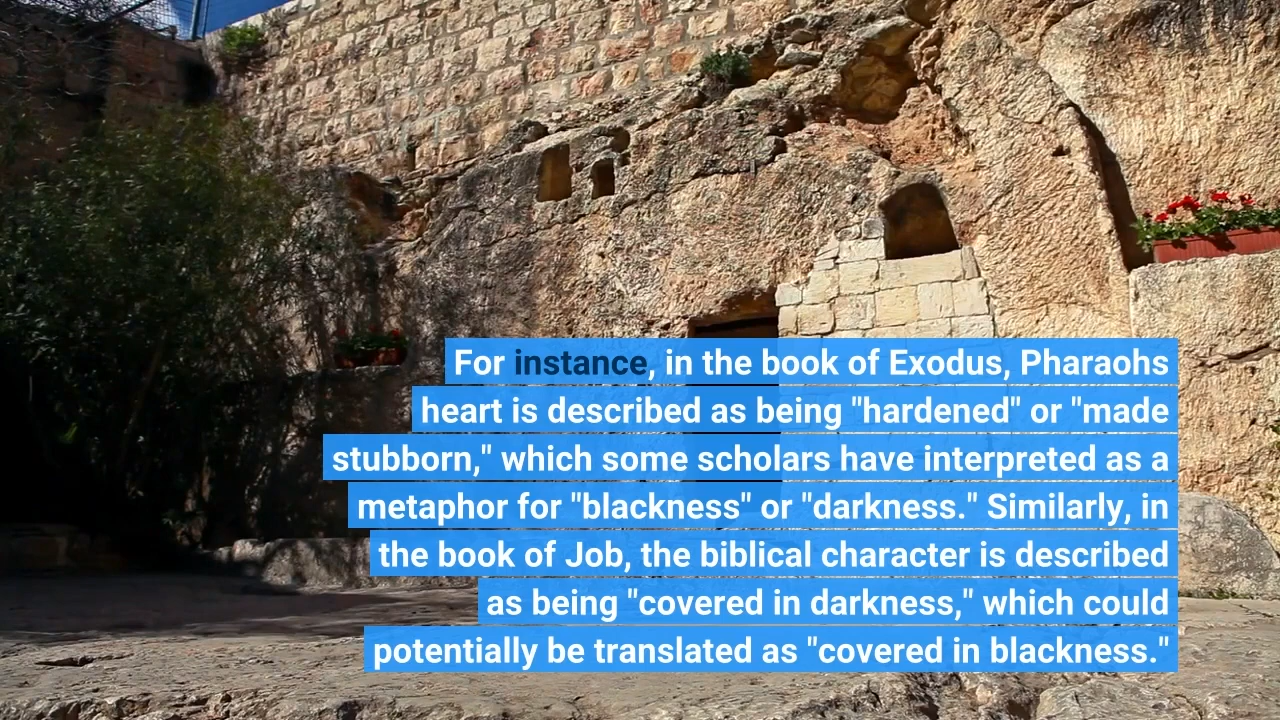 For instance, in the book of Exodus, Pharaohs
heart is described as being "hardened" or "made
stubborn," which some scholars have interpreted as a
metaphor for "blackness" or "darkness." Similarly, in
the book of Job, the biblical character is described
as being "covered in darkness," which could
potentially be translated as "covered in blackness."